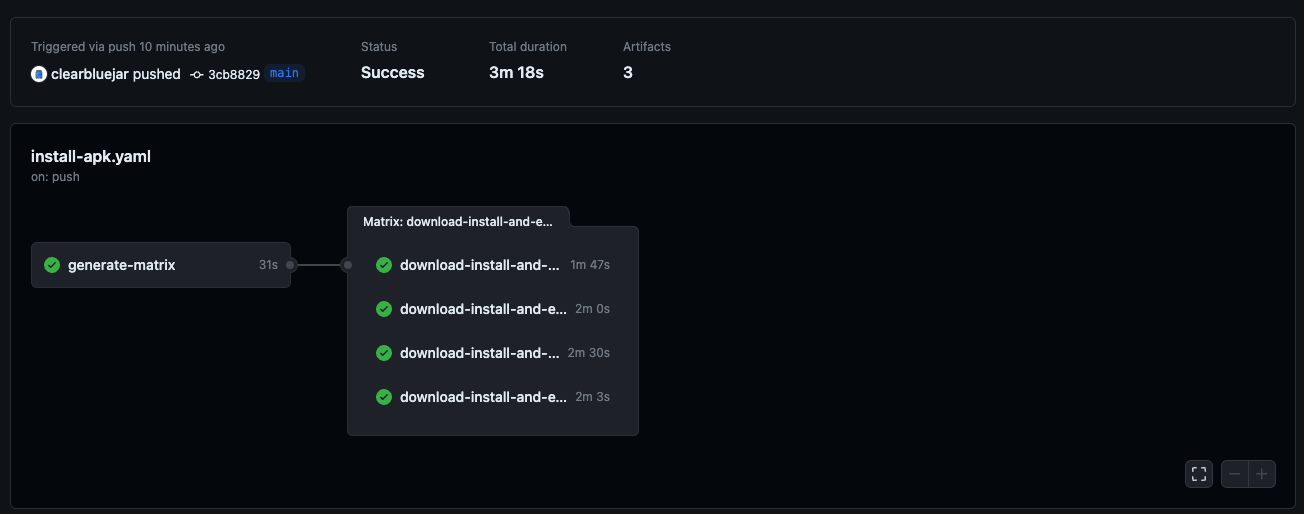 Triggered via push 10 minutes ago
clearbluejar pushed 3cb8829 main
Status
Success
Total duration
3m 18s
Artifacts
3
install-apk.yaml
on: push
generate-matrix 31s
Matrix: download-install-and-e...
download-install-and-... 1m 47s
download-install-and-e... 2m 0s
download-install-and-... 2m 30s
download-install-and-e... 2m 3s